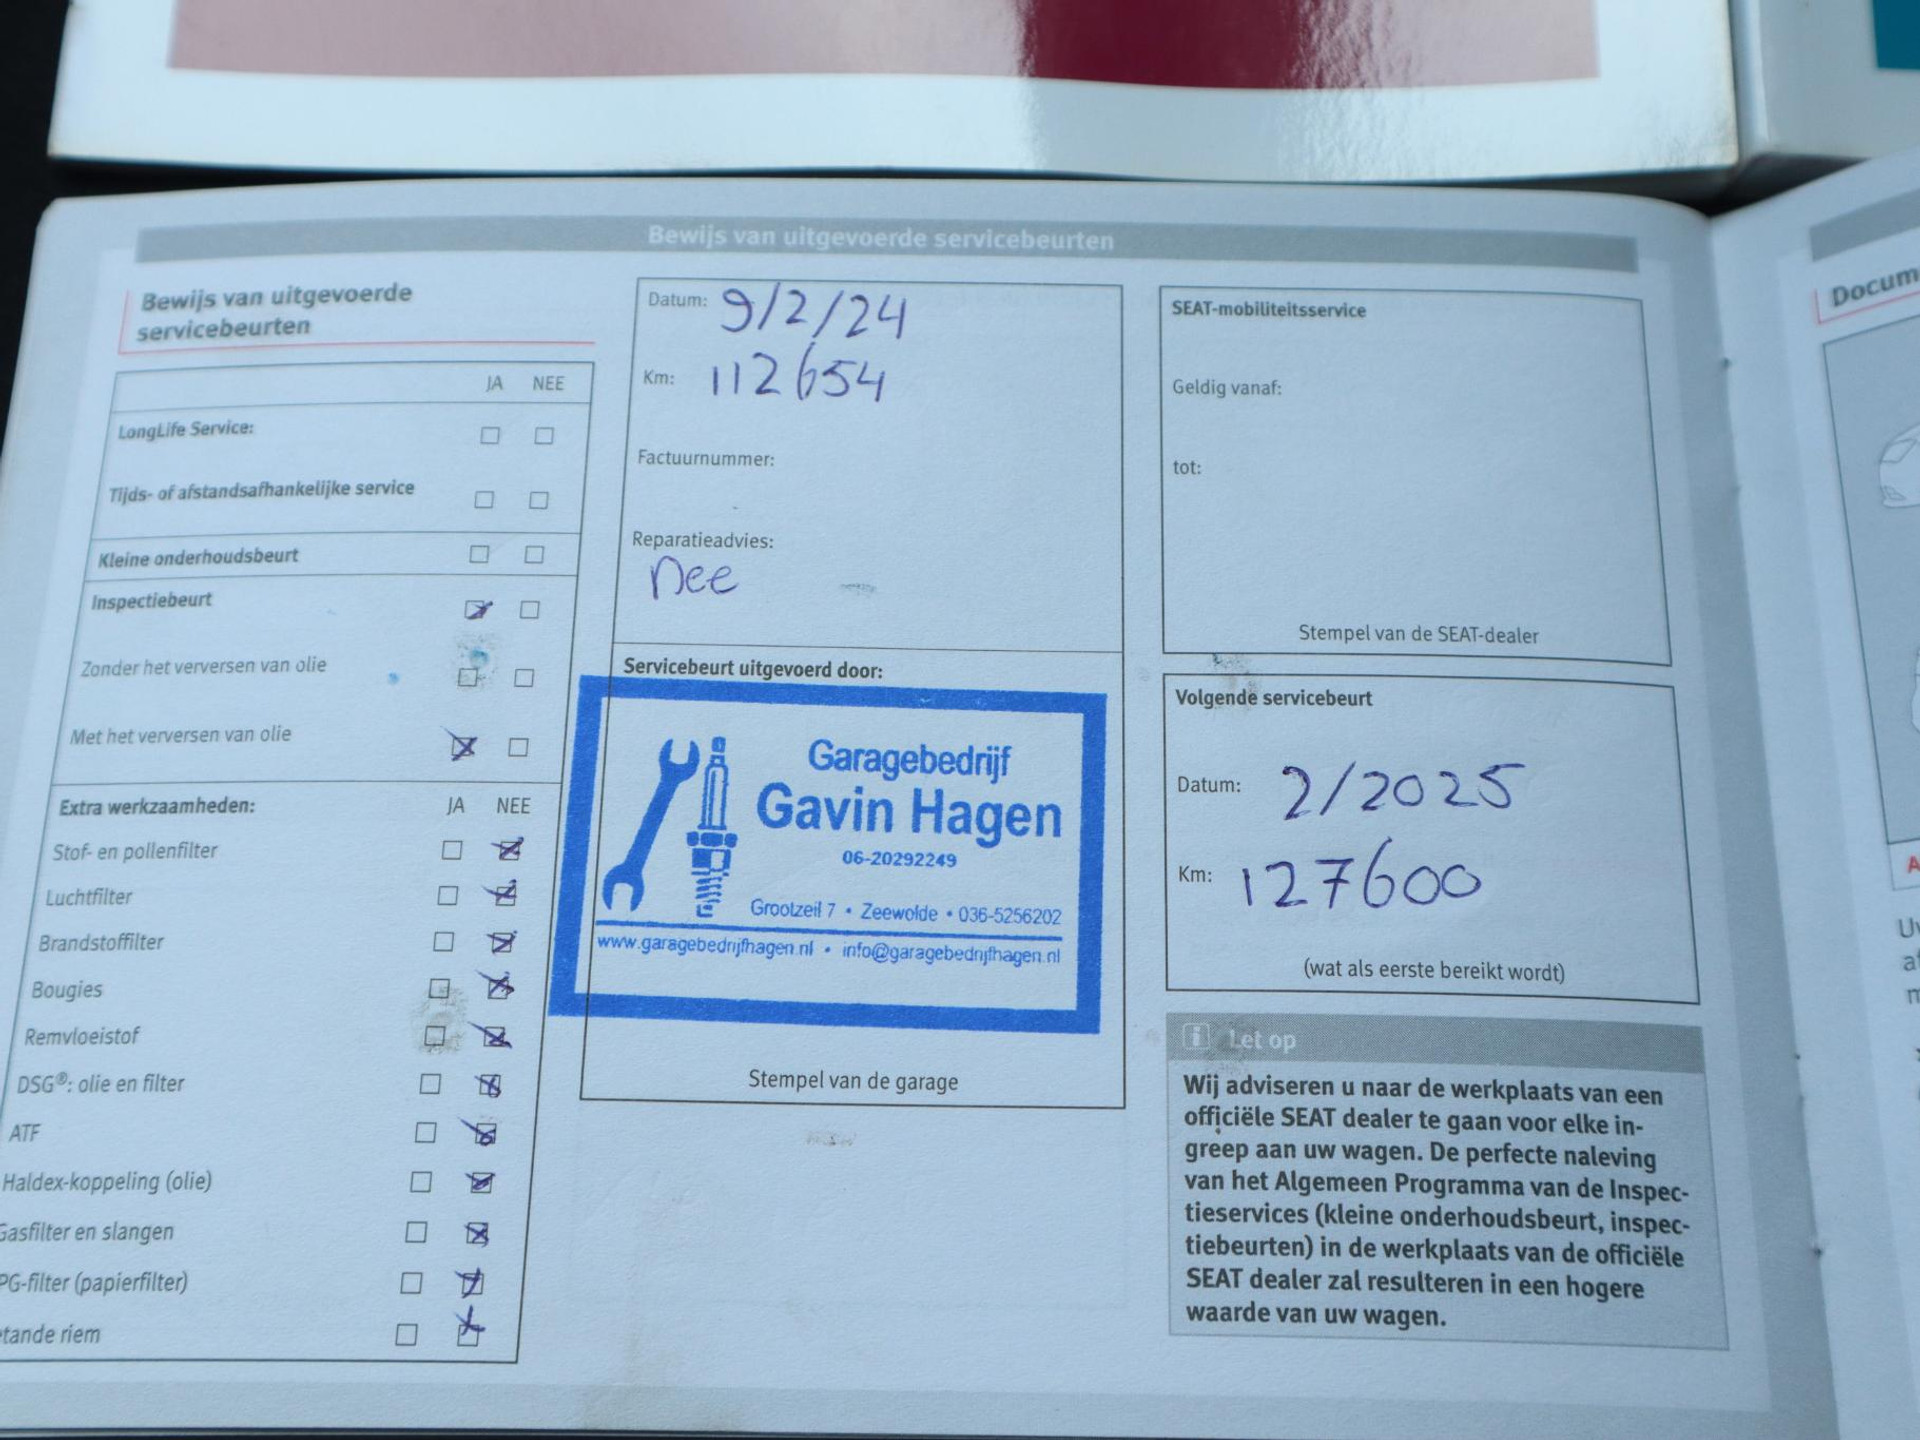 Bewijs van uitgevoerde servicebeurten
Bewijs van uitgevoerde
servicebeurten
JA NEE
LongLife Service:
Tijds- of afstandsafhankelijke service
Kleine onderhoudsbeurt
Inspectiebeurt
Zonder het verversen van olie
Met het verversen van olie
Extra werkzaamheden: JA NEE
Stof- en pollenfilter
Luchtfilter
Brandstoffilter
Bougies
Remvloeistof
DSG®: olie en filter
ATF
Haldex-koppeling (olie)
Gasfilter en slangen
PG-filter (papierfilter)
tande riem
Datum: 9/2/24
Km: 112654
Factuurnummer:
Reparatieadvies:
nee
Servicebeurt uitgevoerd door:
Garagebedrijf
Gavin Hagen
06-20292249
Grootzeil 7 • Zeewolde • 036-5256202
www.garagebedrijfhagen.nl • info@garagebedrijfhagen.nl
Stempel van de garage
SEAT-mobiliteitsservice
Geldig vanaf:
tot:
Stempel van de SEAT-dealer
Volgende servicebeurt
Datum: 2/2025
Km: 127600
(wat als eerste bereikt wordt)
i Let op
Wij adviseren u naar de werkplaats van een
officiële SEAT dealer te gaan voor elke in-
greep aan uw wagen. De perfecte naleving
van het Algemeen Programma van de Inspec-
tieservices (kleine onderhoudsbeurt, inspec-
tiebeurten) in de werkplaats van de officiële
SEAT dealer zal resulteren in een hogere
waarde van uw wagen.
Docum